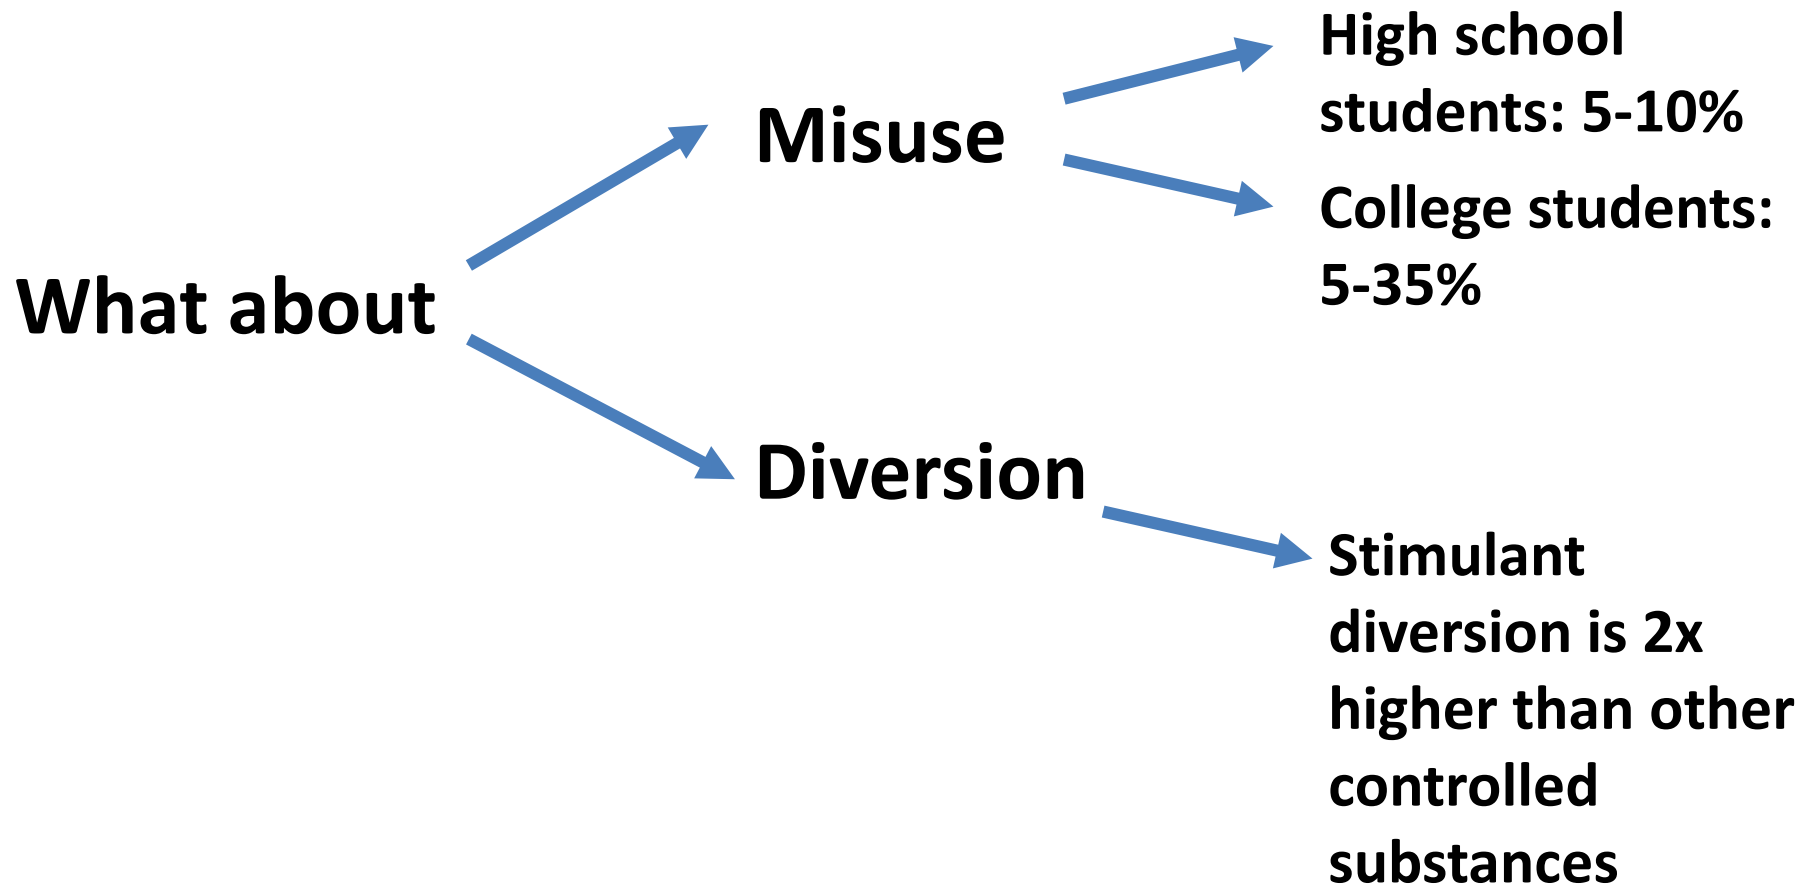 What about
Misuse
High school
students: 5-10%
College students:
5-35%
Diversion
Stimulant
diversion is 2x
higher than other
controlled
substances